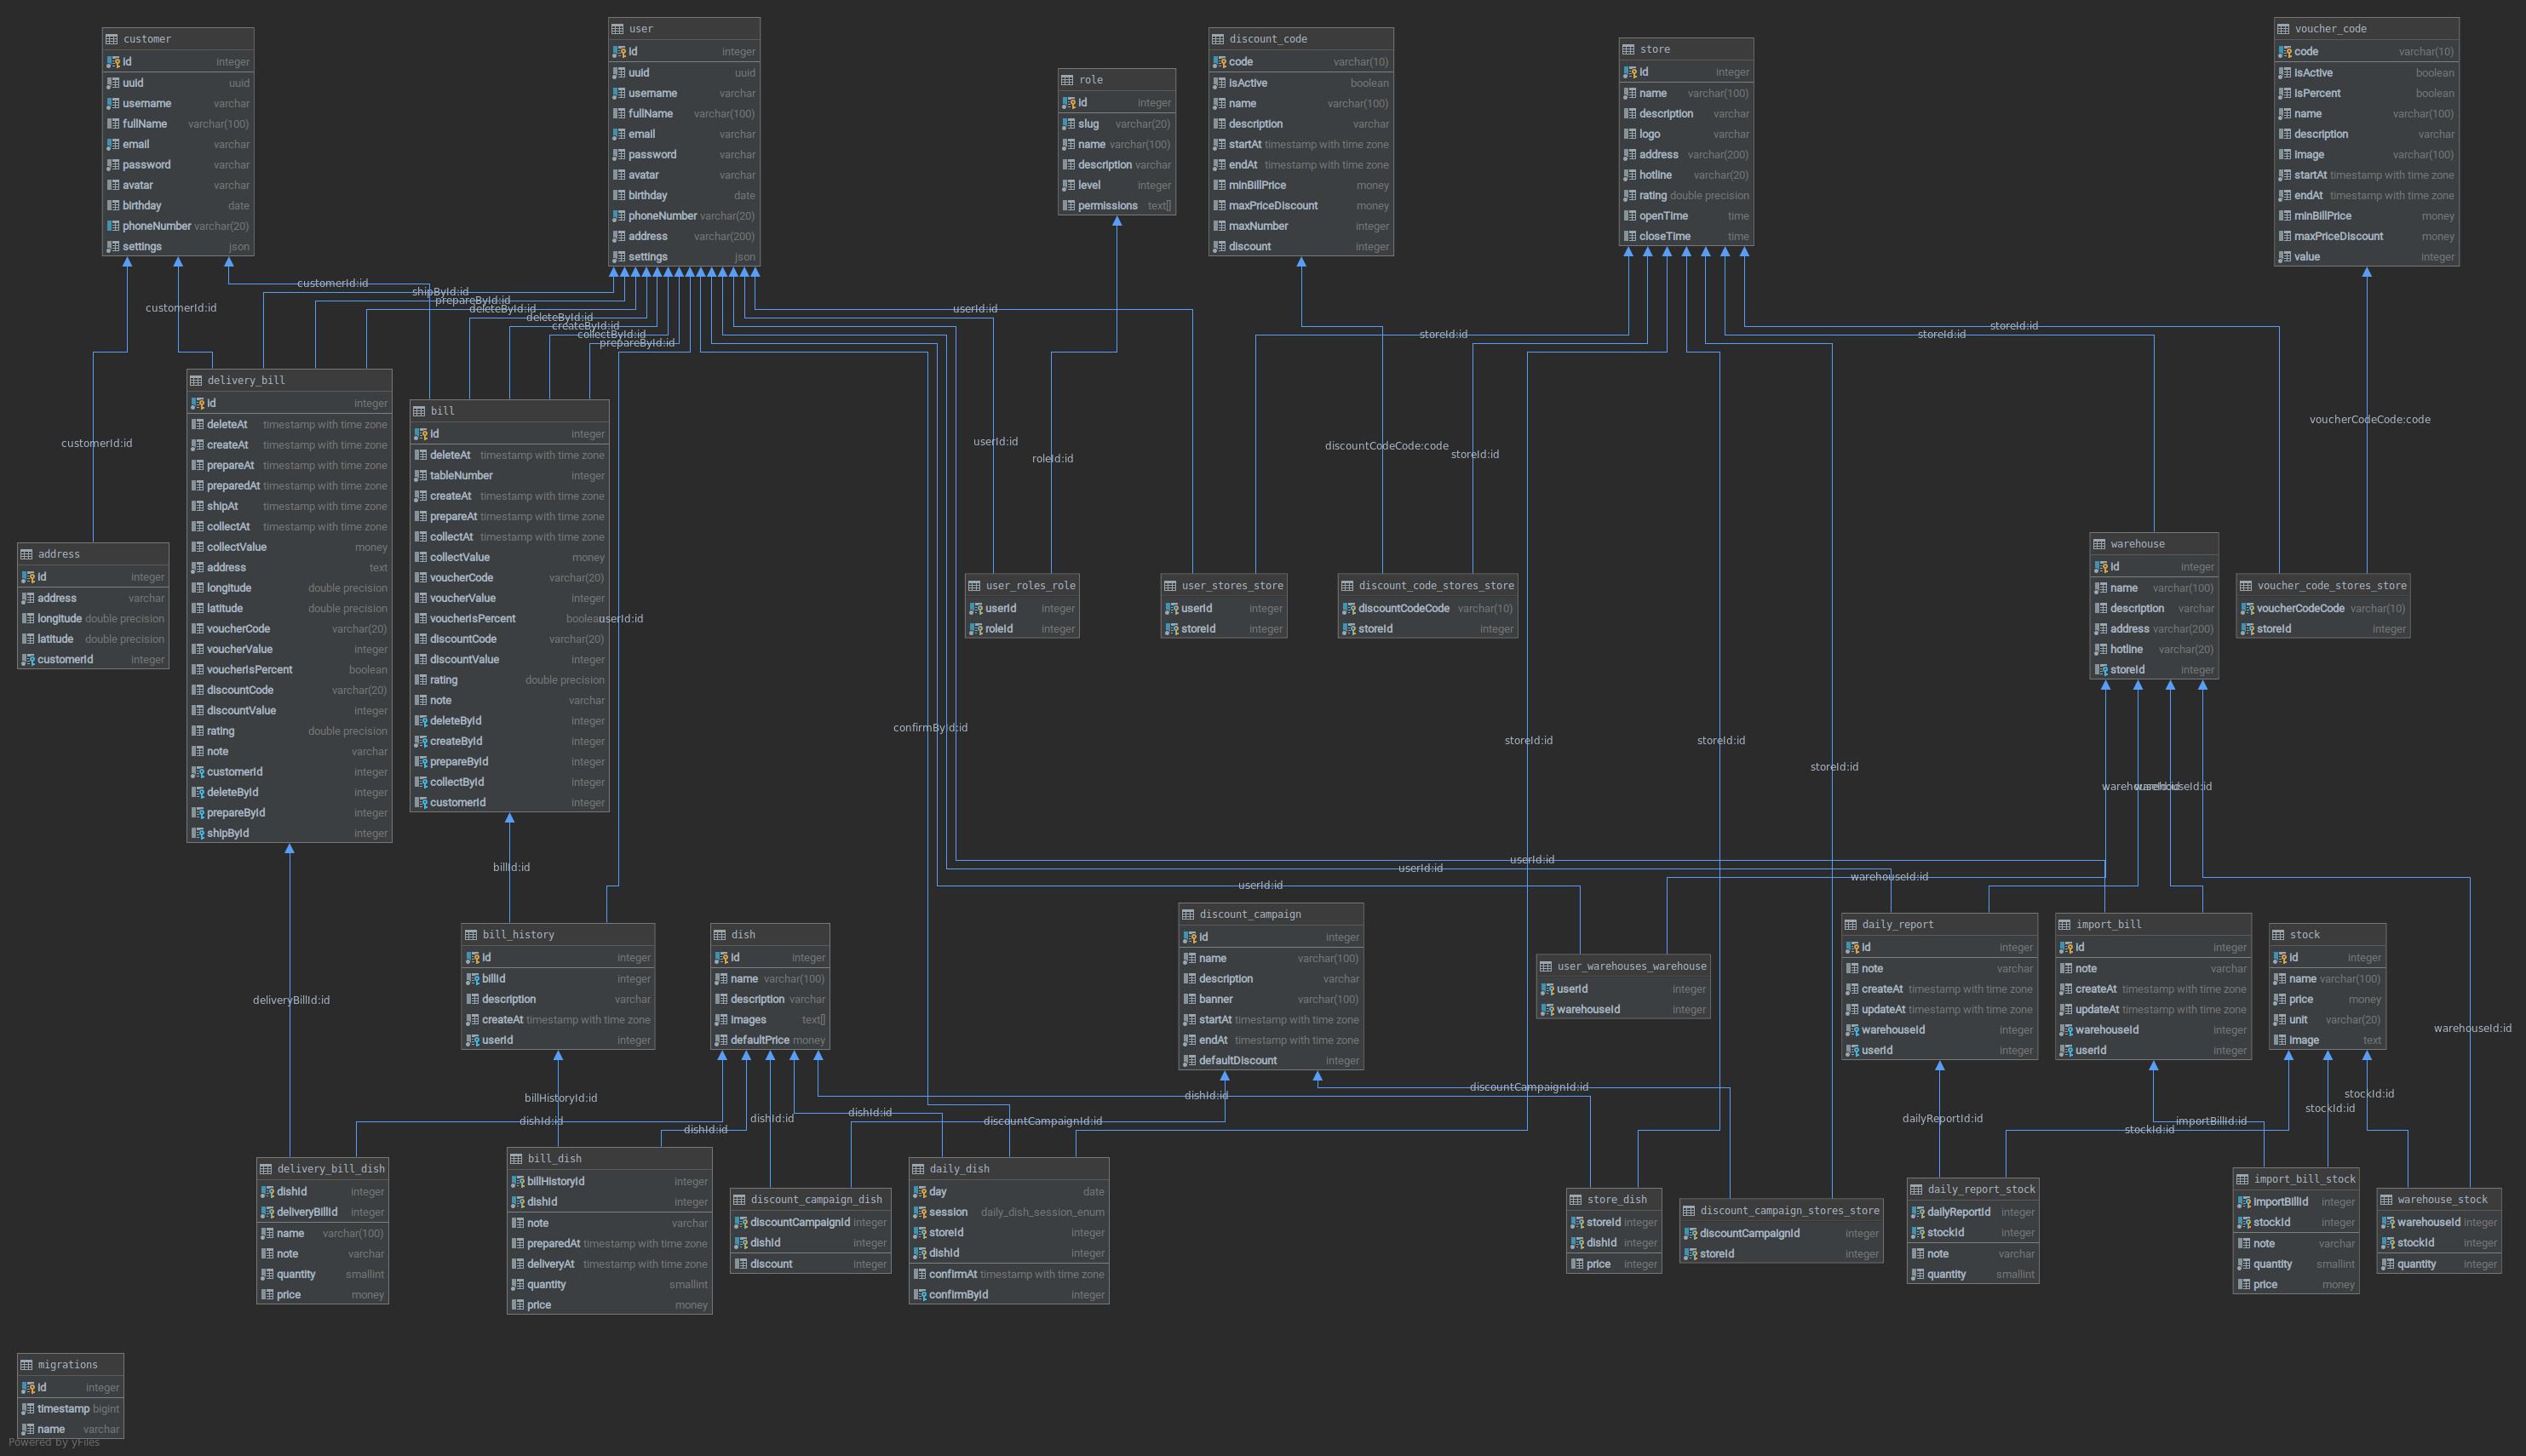 customer
id integer
uuid uuid
username varchar
fullName varchar(100)
email varchar
password varchar
avatar varchar
birthday date
phoneNumber varchar(20)
settings json
user
id integer
uuid uuid
username varchar
fullName varchar(100)
email varchar
password varchar
avatar varchar
birthday date
phoneNumber varchar(20)
address varchar(200)
settings json
role
id integer
slug varchar(20)
name varchar(100)
description varchar
level integer
permissions text[]
discount_code
code varchar(10)
isActive boolean
name varchar(100)
description varchar
startAt timestamp with time zone
endAt timestamp with time zone
minBillPrice money
maxPriceDiscount money
maxNumber integer
discount integer
store
id integer
name varchar(100)
description varchar
logo varchar
address varchar(200)
hotline varchar(20)
rating double precision
openTime time
closeTime time
voucher_code
code varchar(10)
isActive boolean
isPercent boolean
name varchar(100)
description varchar
image varchar(100)
startAt timestamp with time zone
endAt timestamp with time zone
minBillPrice money
maxPriceDiscount money
value integer
customerId:id
customerId:id
shipById:id
prepareById:id
deleteById:id
deleteById:id
createById:id
collectById:id
prepareById:id
userId:id
storeId:id
storeId:id
storeId:id
customerId:id
userId:id
roleId:id
discountCodeCode:code
storeId:id
voucherCodeCode:code
delivery_bill
id integer
deleteAt timestamp with time zone
createAt timestamp with time zone
prepareAt timestamp with time zone
preparedAt timestamp with time zone
shipAt timestamp with time zone
collectAt timestamp with time zone
collectValue money
address text
longitude double precision
latitude double precision
voucherCode varchar(20)
voucherValue integer
voucherIsPercent boolean
discountCode varchar(20)
discountValue integer
rating double precision
note varchar
customerId integer
deleteById integer
prepareById integer
shipById integer
bill
id integer
deleteAt timestamp with time zone
tableNumber integer
createAt timestamp with time zone
prepareAt timestamp with time zone
collectAt timestamp with time zone
collectValue money
voucherCode varchar(20)
voucherValue integer
voucherIsPercent boolean
discountCode varchar(20)
discountValue integer
rating double precision
note varchar
deleteById integer
createById integer
prepareById integer
collectById integer
customerId integer
userId:id
address
id integer
address varchar
longitude double precision
latitude double precision
customerId integer
user_roles_role
userId integer
roleId integer
user_stores_store
userId integer
storeId integer
discount_code_stores_store
discountCodeCode varchar(10)
storeId integer
warehouse
id integer
name varchar(100)
description varchar
address varchar(200)
hotline varchar(20)
storeId integer
voucher_code_stores_store
voucherCodeCode varchar(10)
storeId integer
confirmById:id
storeId:id
storeId:id
storeId:id
warehouseId:id
warehouseId:id
billId:id
userId:id
userId:id
userId:id
warehouseId:id
bill_history
id integer
billId integer
description varchar
createAt timestamp with time zone
userId integer
dish
id integer
name varchar(100)
description varchar
images text[]
defaultPrice money
discount_campaign
id integer
name varchar(100)
description varchar
banner varchar(100)
startAt timestamp with time zone
endAt timestamp with time zone
defaultDiscount integer
user_warehouses_warehouse
userId integer
warehouseId integer
daily_report
id integer
note varchar
createAt timestamp with time zone
updateAt timestamp with time zone
warehouseId integer
userId integer
import_bill
id integer
note varchar
createAt timestamp with time zone
updateAt timestamp with time zone
warehouseId integer
userId integer
stock
id integer
name varchar(100)
price money
unit varchar(20)
image text
deliveryBillId:id
warehouseId:id
billHistoryId:id
dishId:id
dishId:id
dishId:id
dishId:id
discountCampaignId:id
dishId:id
discountCampaignId:id
dailyReportId:id
stockId:id
importBillId:id
stockId:id
stockId:id
delivery_bill_dish
dishId integer
deliveryBillId integer
name varchar(100)
note varchar
quantity smallint
price money
bill_dish
billHistoryId integer
dishId integer
note varchar
preparedAt timestamp with time zone
deliveryAt timestamp with time zone
quantity smallint
price money
discount_campaign_dish
discountCampaignId integer
dishId integer
discount integer
daily_dish
day date
session daily_dish_session_enum
storeId integer
dishId integer
confirmAt timestamp with time zone
confirmById integer
store_dish
storeId integer
dishId integer
price integer
discount_campaign_stores_store
discountCampaignId integer
storeId integer
daily_report_stock
dailyReportId integer
stockId integer
note varchar
quantity smallint
import_bill_stock
importBillId integer
stockId integer
note varchar
quantity smallint
price money
warehouse_stock
warehouseId integer
stockId integer
quantity integer
migrations
id integer
timestamp bigint
name varchar
Powered by yFiles